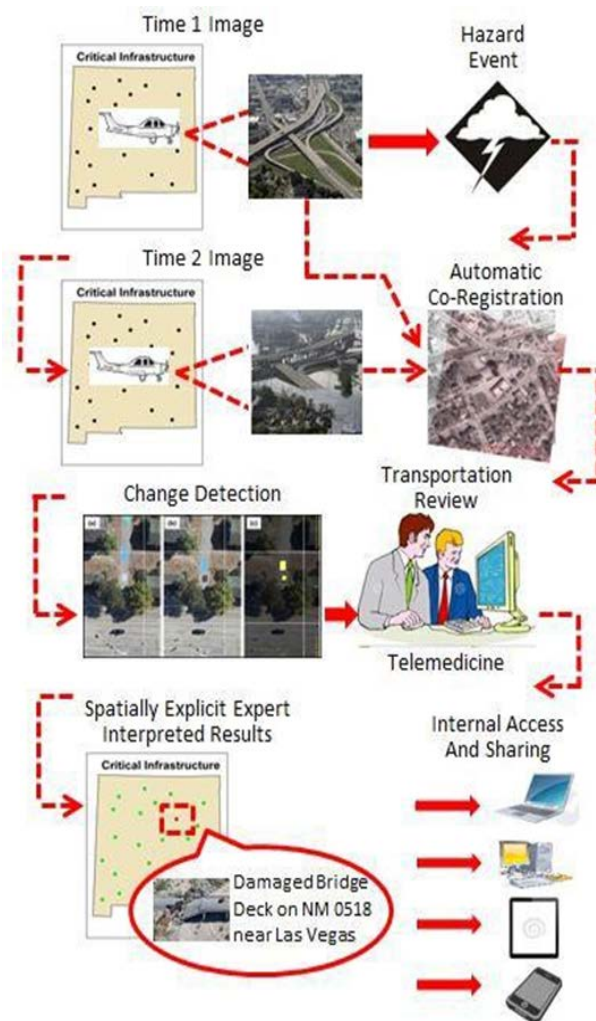 Time 1 Image
Critical Infrastructure
Hazard
Event
Time 2 Image
Critical Infrastructure
Automatic
Co-Registration
Change Detection
(a)
(b)
(c)
Transportation
Review
Telemedicine
Spatially Explicit Expert
Interpreted Results
Critical Infrastructure
Damaged Bridge
Deck on NM 0518
near Las Vegas
Internal Access
And Sharing